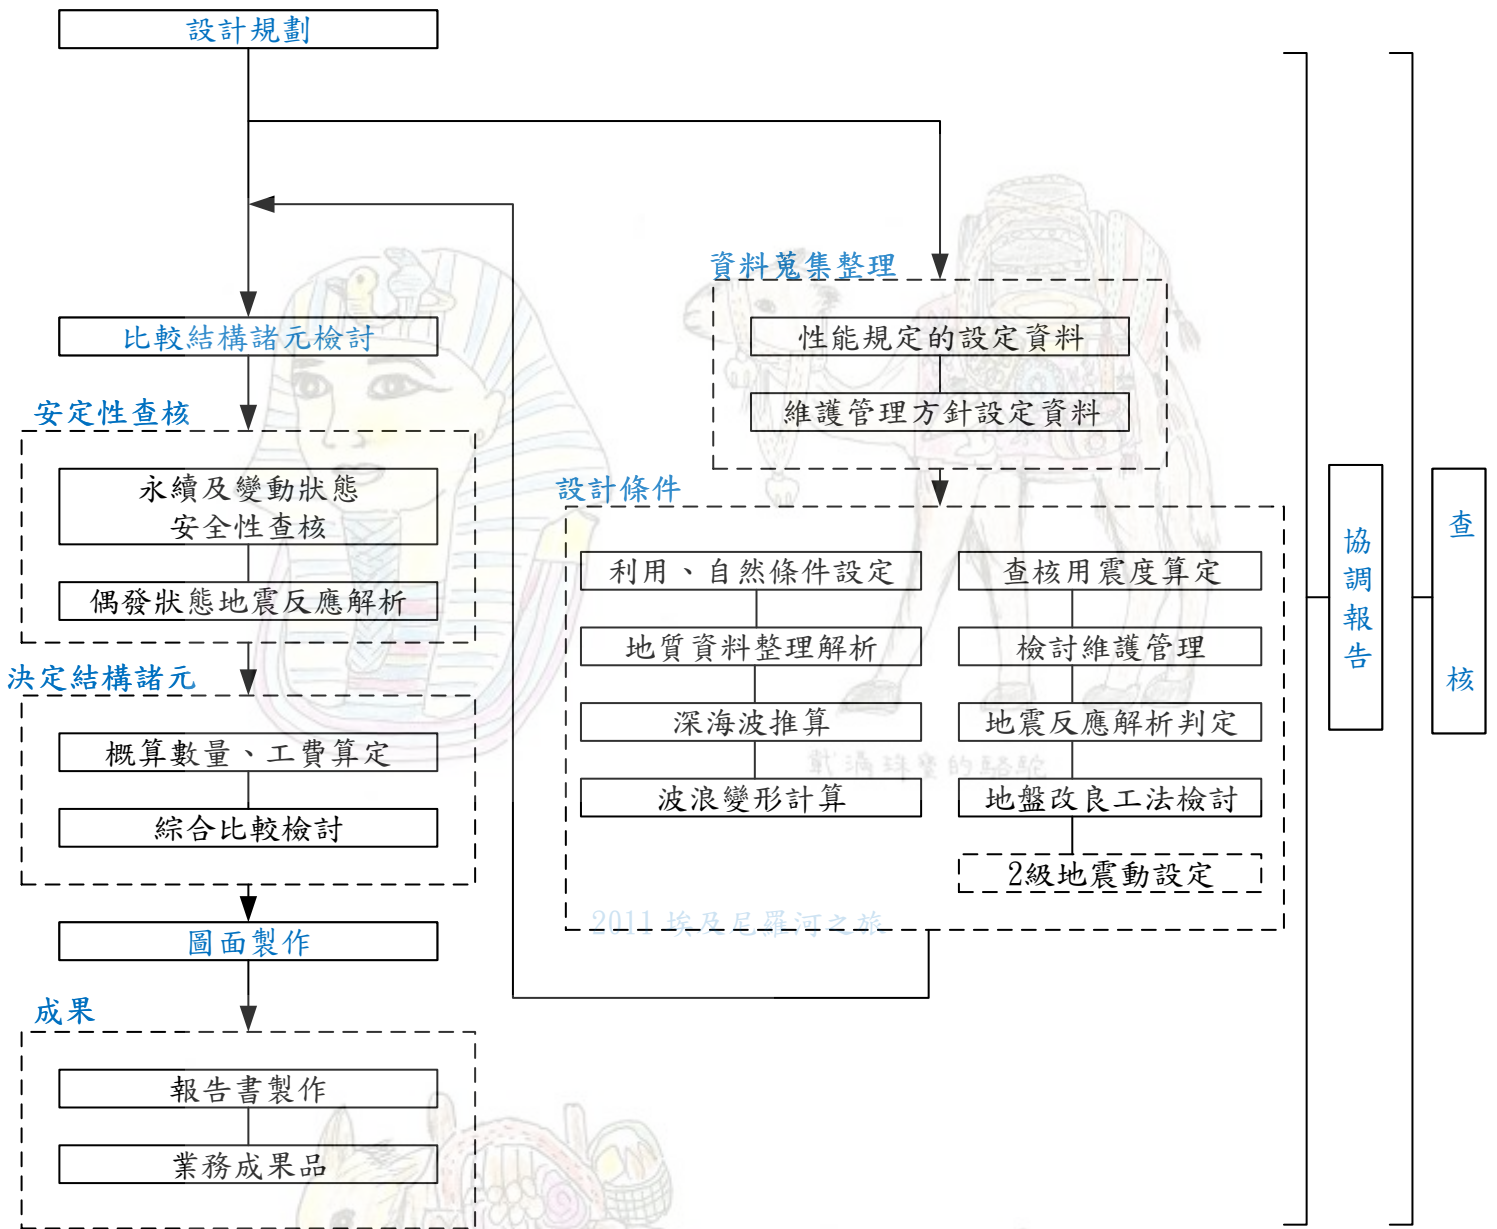 設計規劃
資料蒐集整理
性能規定的設定資料
維護管理方針設定資料
比較結構諸元檢討
安定性查核
永續及變動狀態
安全性查核
偶發狀態地震反應解析
設計條件
利用、自然條件設定
地質資料整理解析
深海波推算
波浪變形計算
查核用震度算定
檢討維護管理
地震反應解析判定
地盤改良工法檢討
2級地震動設定
決定結構諸元
概算數量、工費算定
綜合比較檢討
圖面製作
成果
報告書製作
業務成果品
協調報告
查核
戴滿珠寶的駱駝
2011 埃及尼羅河之旅